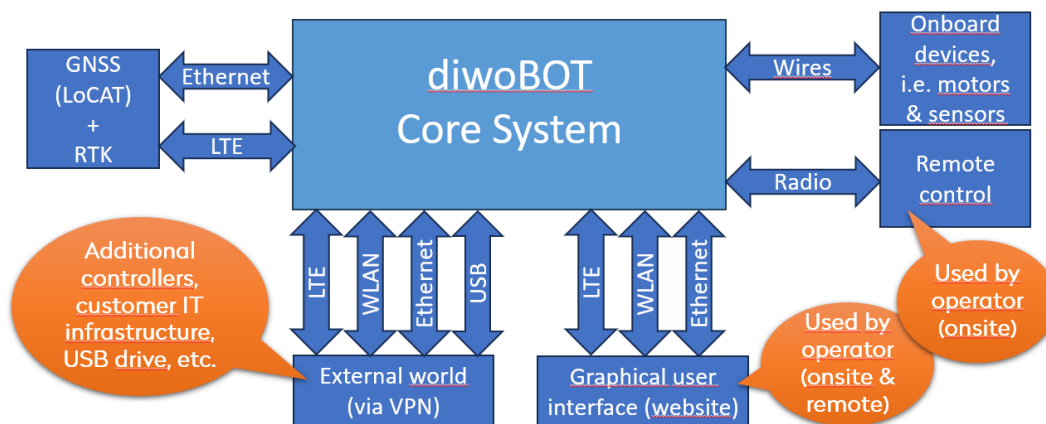 GNSS
(LoCAT)
+
RTK
Ethernet
LTE
diwoBOT
Core System
Wires
Onboard
devices,
i.e. motors
& sensors
Radio
Remote
control
Additional
controllers,
customer IT
infrastructure,
USB drive, etc.
LTE
WLAN
Ethernet
USB
LTE
WLAN
Ethernet
Used by
operator
(onsite)
Used by
operator
(onsite &
remote)
External world
(via VPN)
Graphical user
interface (website)